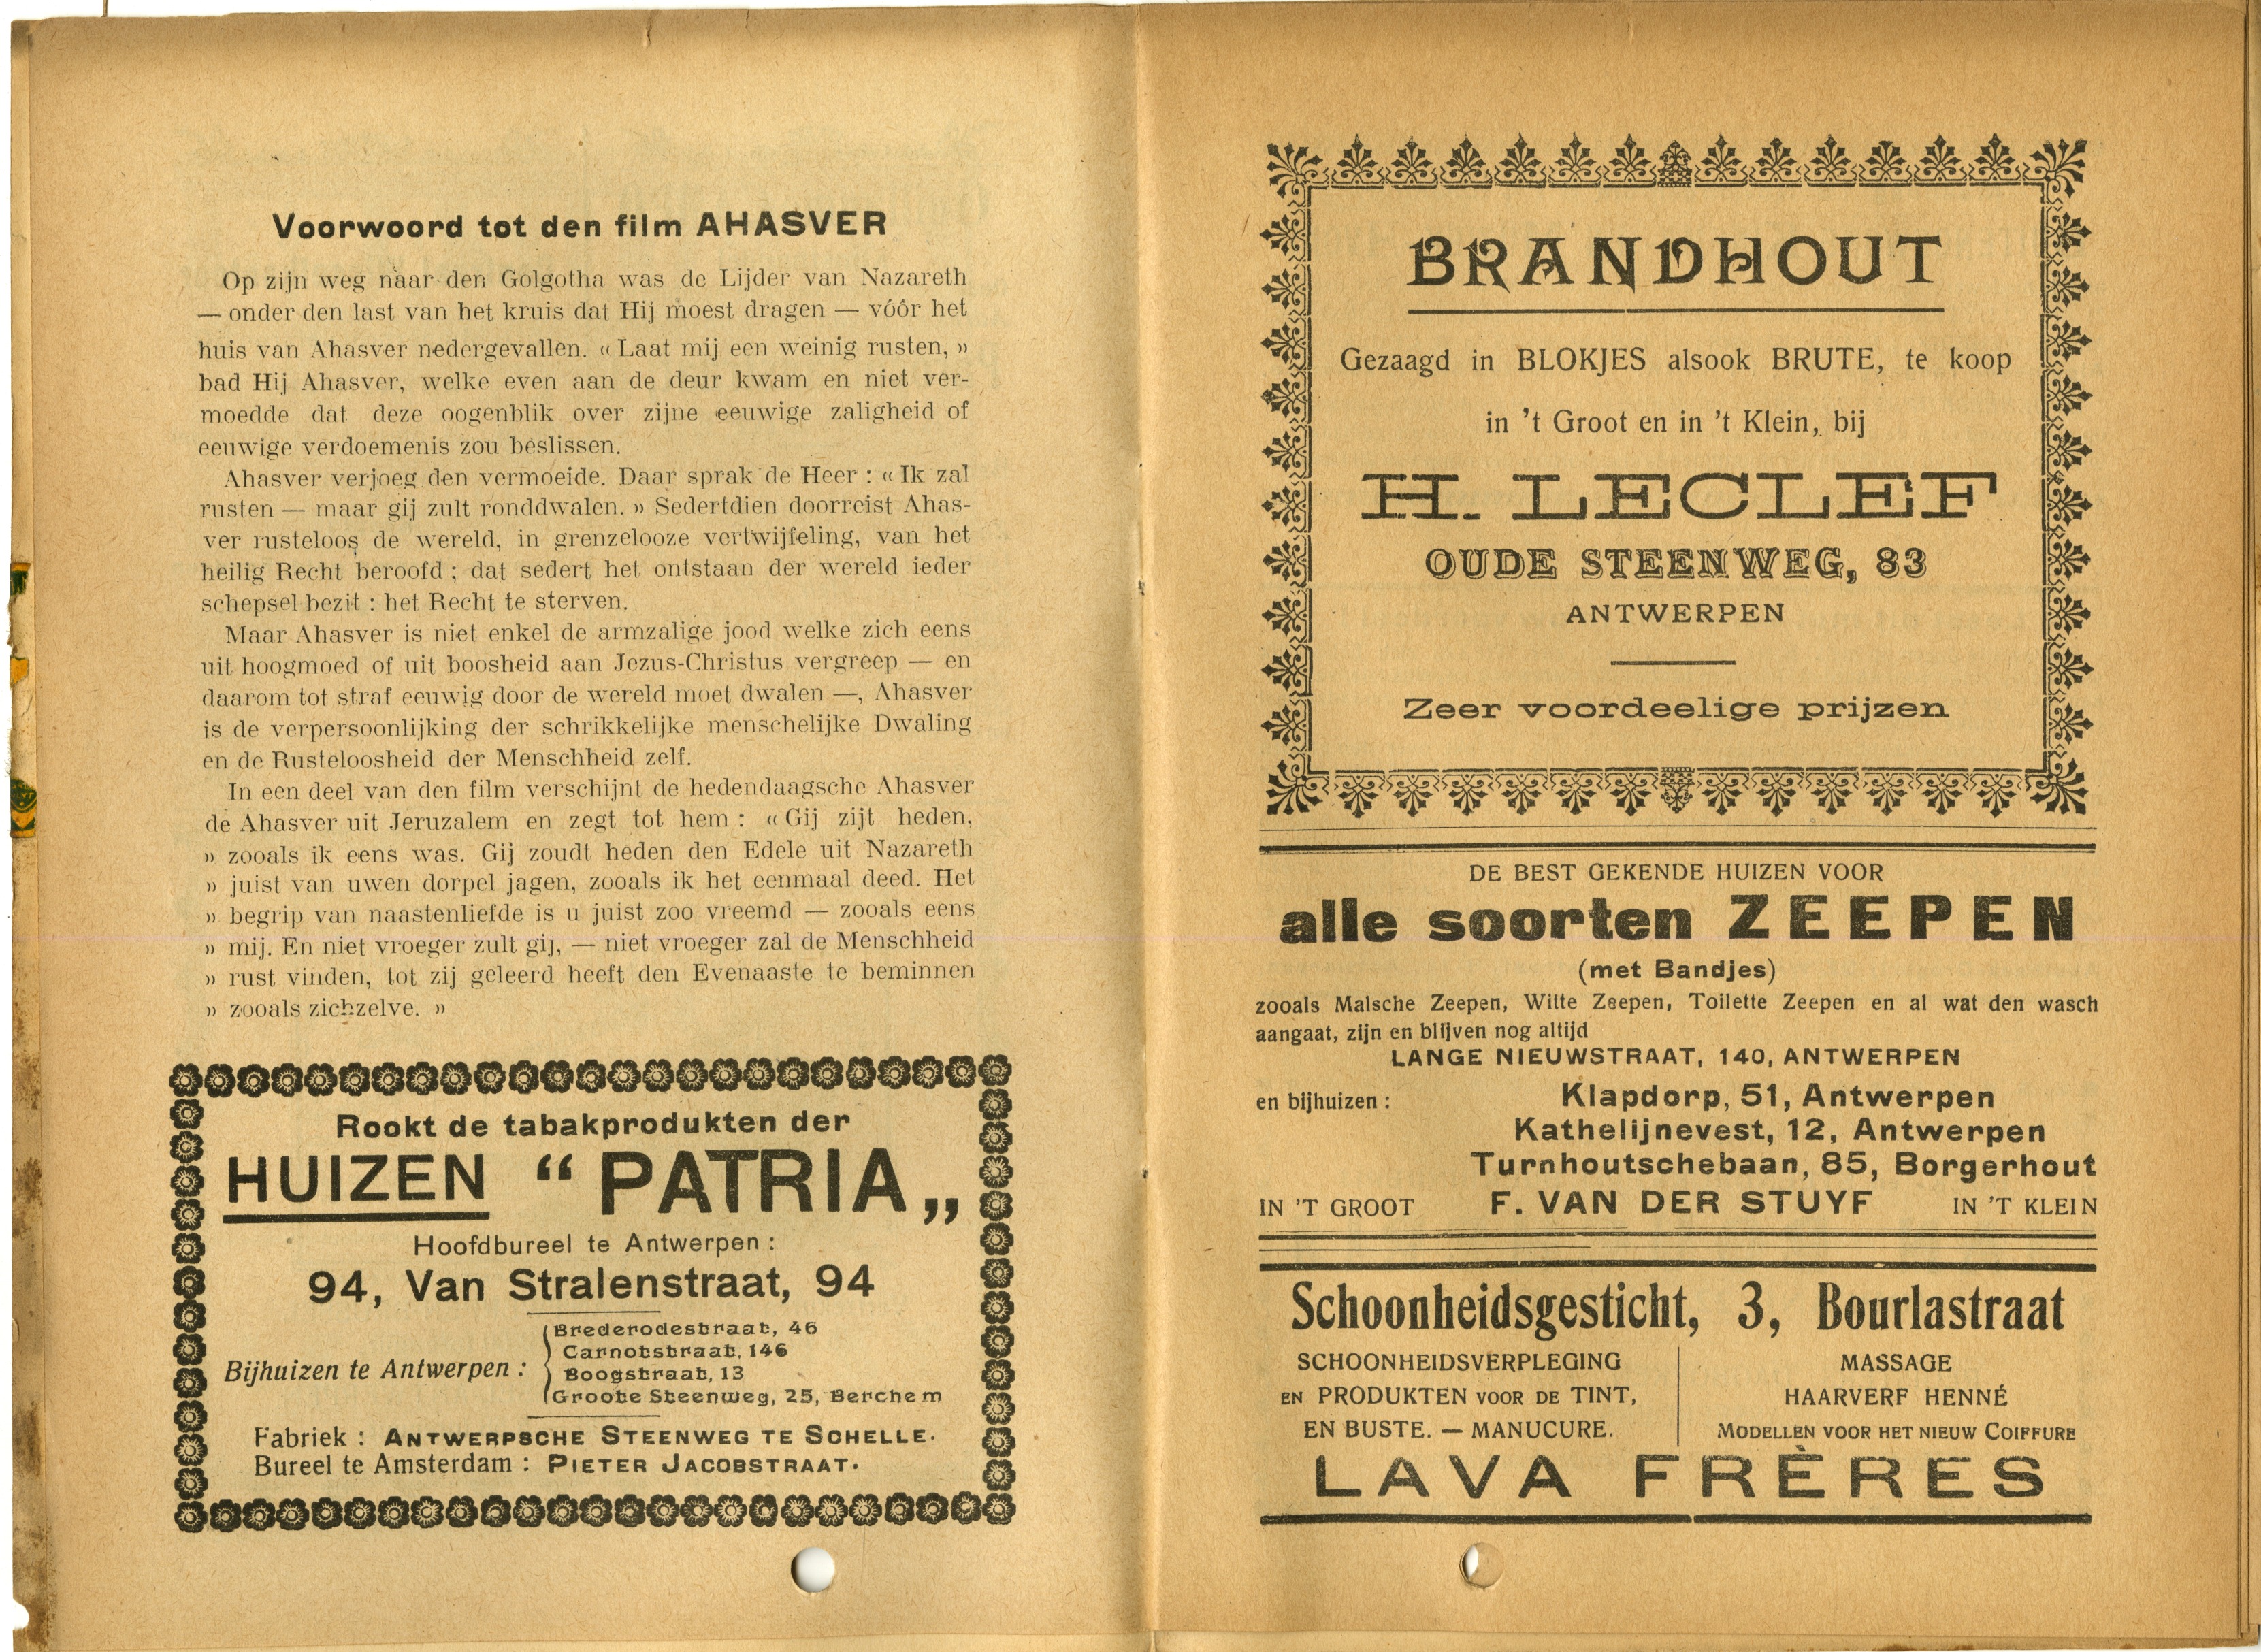 Voorwoord tot den film AHASVER
Op zijn weg naar den Golgotha was de Lijder van Nazareth
— onder den last van het kruis dat Hij moest dragen — vóôr het
huis van Ahasver nedergevallen. « Laat mij een weinig rusten, »
bad Hij Ahasver, welke even aan de deur kwam en niet ver-
moedde dat deze oogenblik over zijne eeuwige zaligheid of
eeuwige verdoemenis zou beslissen.
Ahasver verjoeg den vermoeide. Daar sprak de Heer : « Ik zal
rusten — maar gij zult ronddwalen. » Sedertdien doorreist Ahas-
ver rusteloos de wereld, in grenzelooze vertwijfeling, van het
heilig Recht beroofd ; dat sedert het ontstaan der wereld ieder
schepsel bezit : het Recht te sterven.
Maar Ahasver is niet enkel de armzalige jood welke zich eens
uit hoogmoed of uit boosheid aan Jezus-Christus vergreep — en
daarom tot straf eeuwig door de wereld moet dwalen —, Ahasver
is de verpersoonlijking der schrikkelijke menschelijke Dwaling
en de Rusteloosheid der Menschheid zelf.
In een deel van den film verschijnt de hedendaagsche Ahasver
de Ahasver uit Jeruzalem en zegt tot hem : « Gij zijt heden,
» zooals ik eens was. Gij zoudt heden den Edele uit Nazareth
» juist van uwen dorpel jagen, zooals ik het eenmaal deed. Het
» begrip van naastenliefde is u juist zoo vreemd — zooals eens
» mij. En niet vroeger zult gij, — niet vroeger zal de Menschheid
» rust vinden, tot zij geleerd heeft den Evenaaste te beminnen
» zooals zichzelve. »
Rookt de tabakprodukten der
HUIZEN “ PATRIA „
Hoofdbureel te Antwerpen :
94, Van Stralenstraat, 94
Bijhuizen te Antwerpen :
Brederodestraat, 46
Carnotstraat, 146
Boogstraat, 13
Groote Steenweg, 25, Berchem
Fabriek : ANTWERPSCHE STEENWEG TE SCHELLE.
Bureel te Amsterdam : PIETER JACOBSTRAAT.
BRANDHOUT
Gezaagd in BLOKJES alsook BRUTE, te koop
in 't Groot en in 't Klein, bij
H. LECLEF
OUDE STEENWEG, 83
ANTWERPEN
Zeer voordeelige prijzen
DE BEST GEKENDE HUIZEN VOOR
alle soorten ZEEPEN
(met Bandjes)
zooals Malsche Zeepen, Witte Zeepen, Toilette Zeepen en al wat den wasch
aangaat, zijn en blijven nog altijd
LANGE NIEUWSTRAAT, 140, ANTWERPEN
en bijhuizen : Klapdorp, 51, Antwerpen
Kathelijnevest, 12, Antwerpen
Turnhoutschebaan, 85, Borgerhout
IN 'T GROOT F. VAN DER STUYF IN 'T KLEIN
Schoonheidsgesticht, 3, Bourlastraat
SCHOONHEIDSVERPLEGING
EN PRODUKTEN VOOR DE TINT,
EN BUSTE. — MANUCURE.
MASSAGE
HAARVERF HENNÉ
MODELLEN VOOR HET NIEUW COIFFURE
LAVA FRÈRES